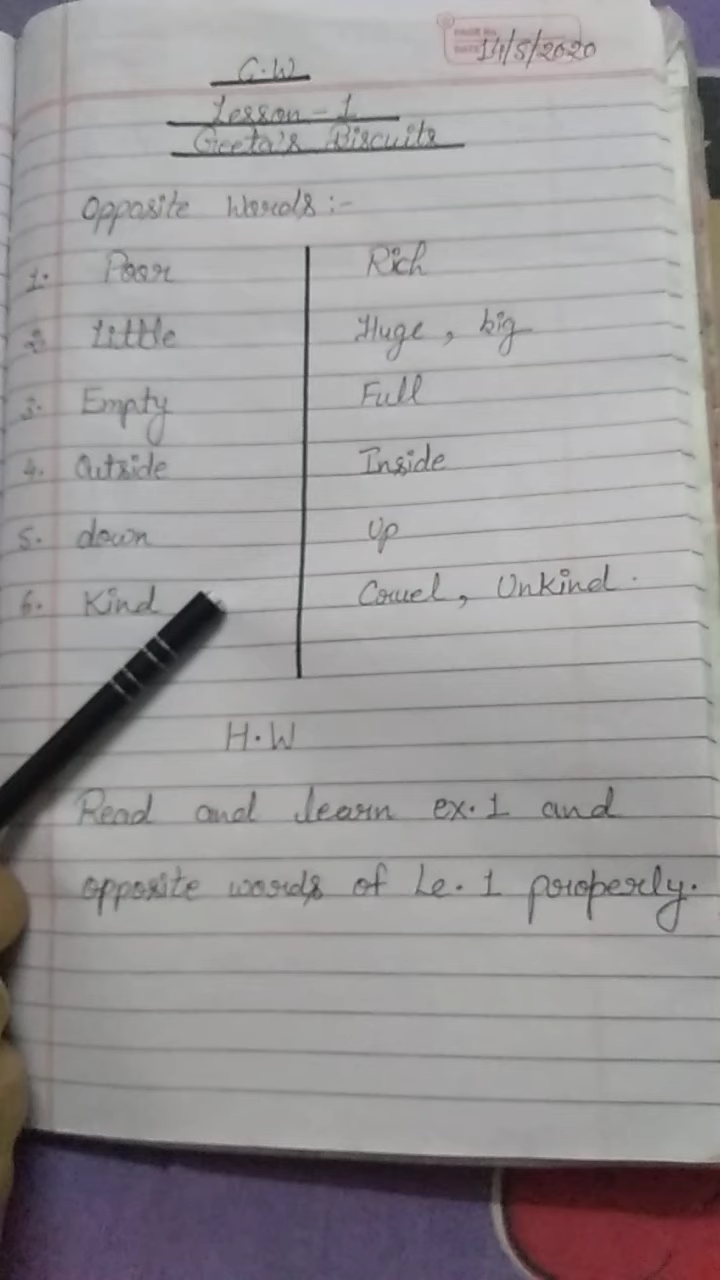 C.W
14/5/2020
Lesson - 1
Geeta's Biscuits
Opposite Words :-
1. Poor Rich
2. Little Huge, big
3. Empty Full
4. Outside Inside
5. down Up
6. Kind Cruel, Unkind.
H.W
Read and learn ex. 1 and
opposite words of Le. 1 properly.